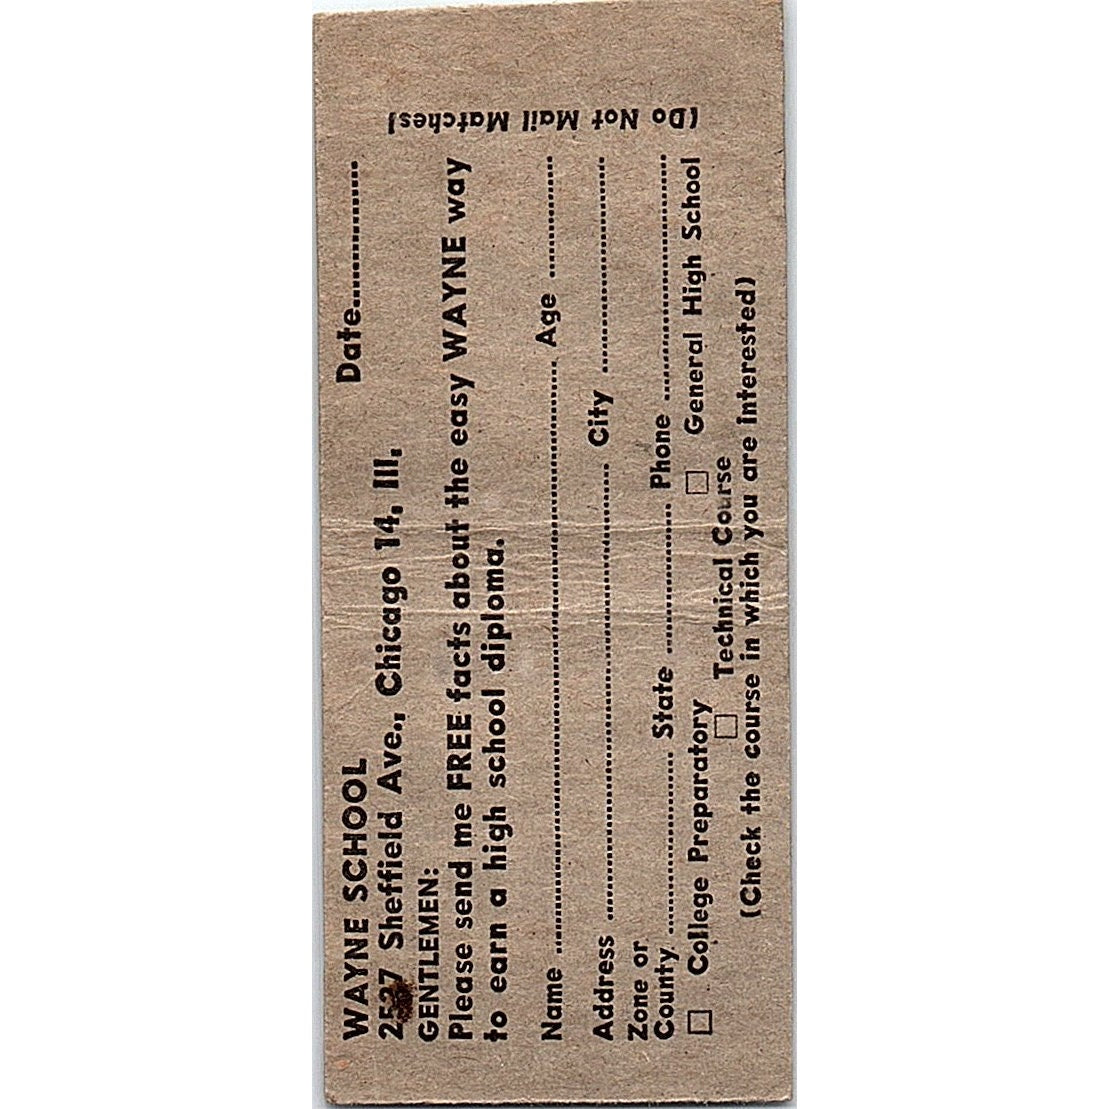 WAYNE SCHOOL
2527 Sheffield Ave., Chicago 14, Ill. Date............
GENTLEMEN:
Please send me FREE facts about the easy WAYNE way
to earn a high school diploma.
Name ........................................ Age ............
Address ........................................ City ....................
Zone or
County .................... State .................... Phone ....................
☐ College Preparatory ☐ General High School
☐ Technical Course
(Check the course in which you are interested)
(Do Not Mail Matches)